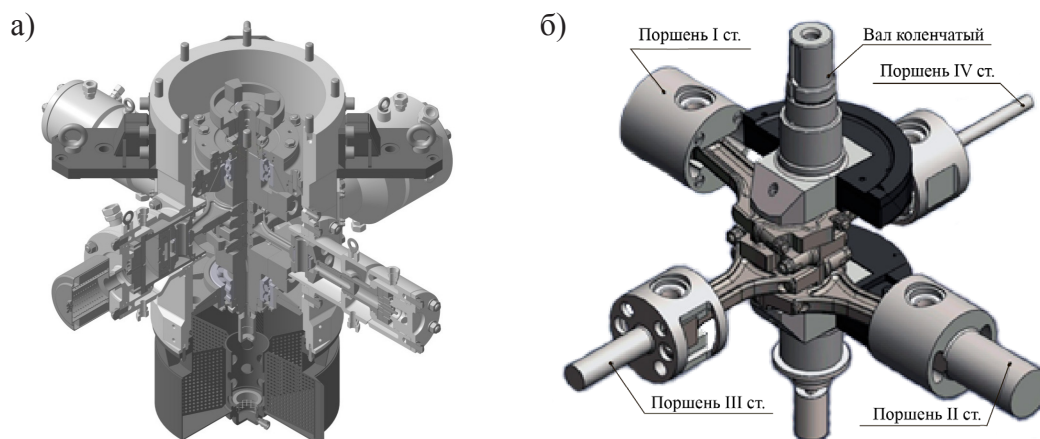 а)
б)
Поршень I ст.
Вал коленчатый
Поршень IV ст.
Поршень III ст.
Поршень II ст.